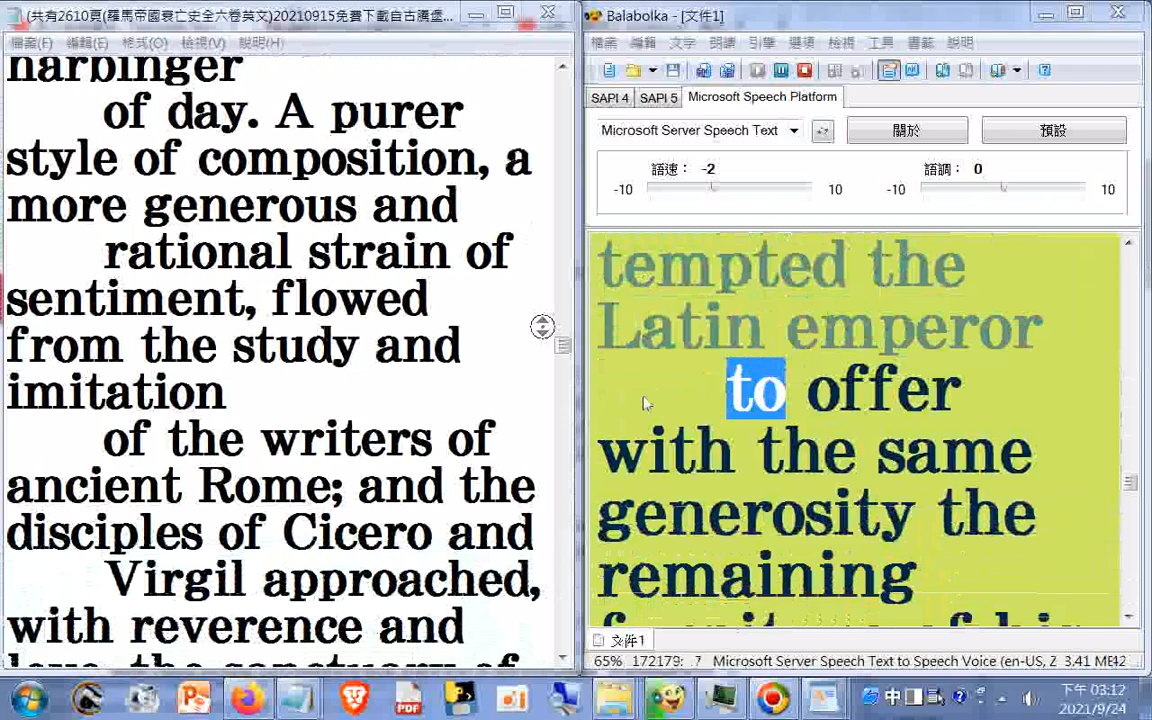 (共有2610頁(羅馬帝國衰亡史全六卷英文)20210915免費下載自古騰堡...
檔案(F) 編輯(E) 格式(O) 檢視(V) 說明(H)
harbinger
of day. A purer
style of composition, a
more generous and
rational strain of
sentiment, flowed
from the study and
imitation
of the writers of
ancient Rome; and the
disciples of Cicero and
Virgil approached,
with reverence and
love, the sanctuary of
Balabolka - [文件1]
檔案 編輯 文字 朗讀 引擎 選項 檢視 工具 書籤 說明
SAPI 4 SAPI 5 Microsoft Speech Platform
Microsoft Server Speech Text 關於 預設
語速： -2 語調： 0
-10 10 -10 10
tempted the
Latin emperor
to offer
with the same
generosity the
remaining
文件1
65% 172179: ? Microsoft Server Speech Text to Speech Voice (en-US, Z 3.41 ME42
中 下午 03:12
2021/9/24